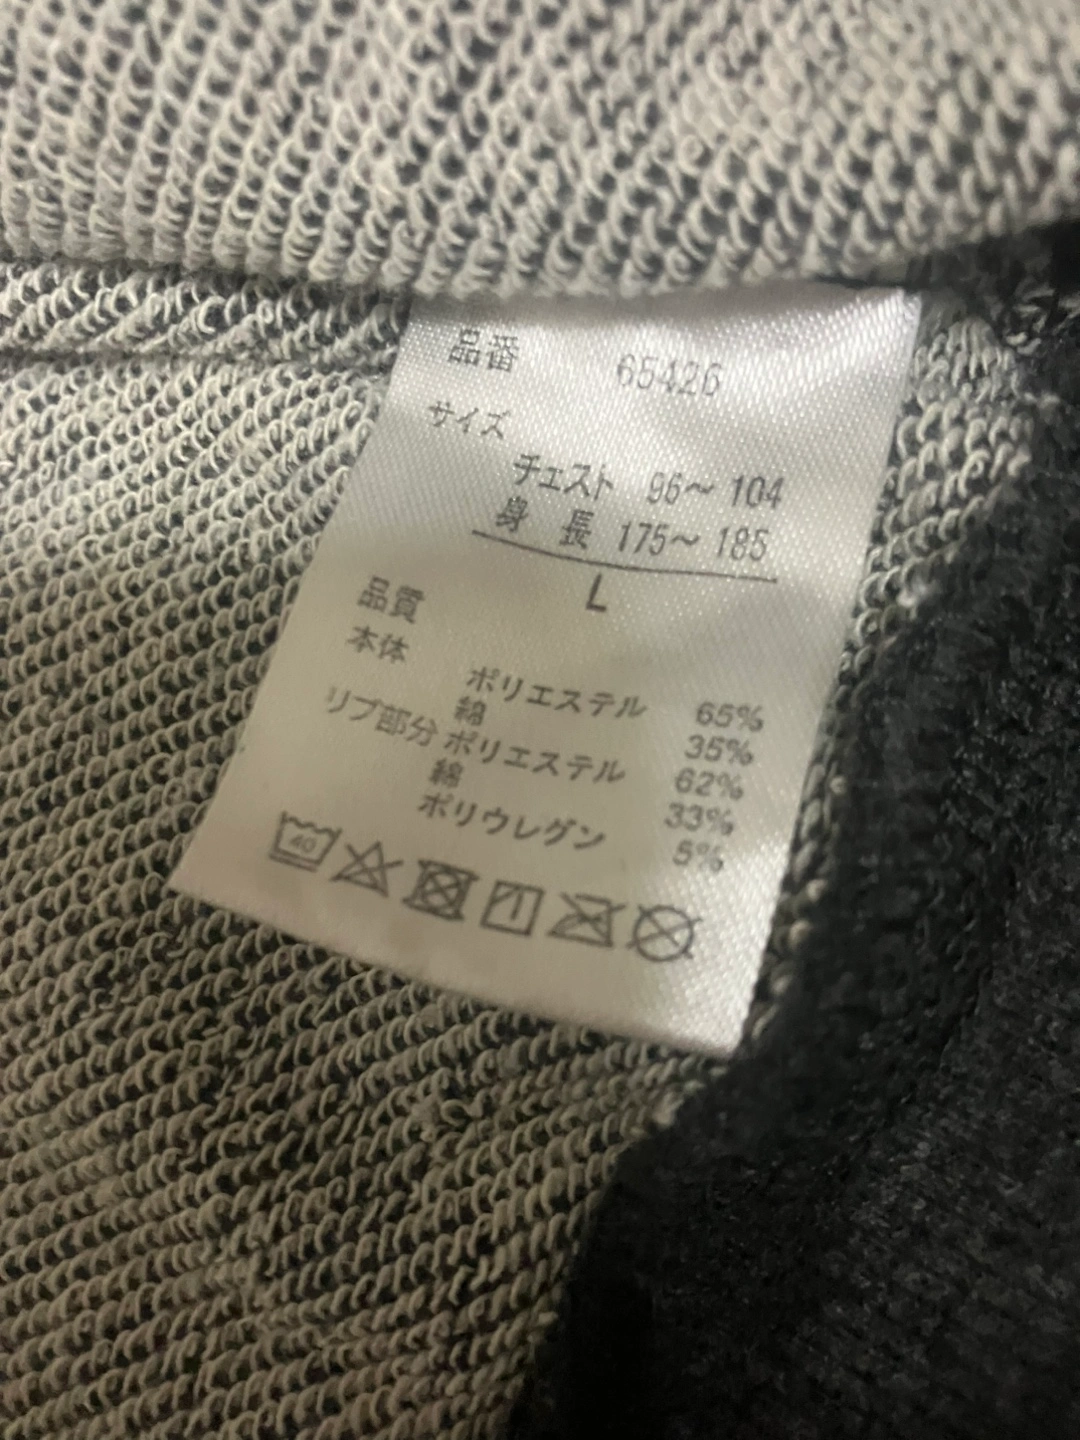 品番 65426
サイズ
チェスト 96〜104
身長 175〜185
L
品質
本体
ポリエステル 65%
綿 35%
リブ部分 ポリエステル 62%
綿 33%
ポリウレグン 5%
40